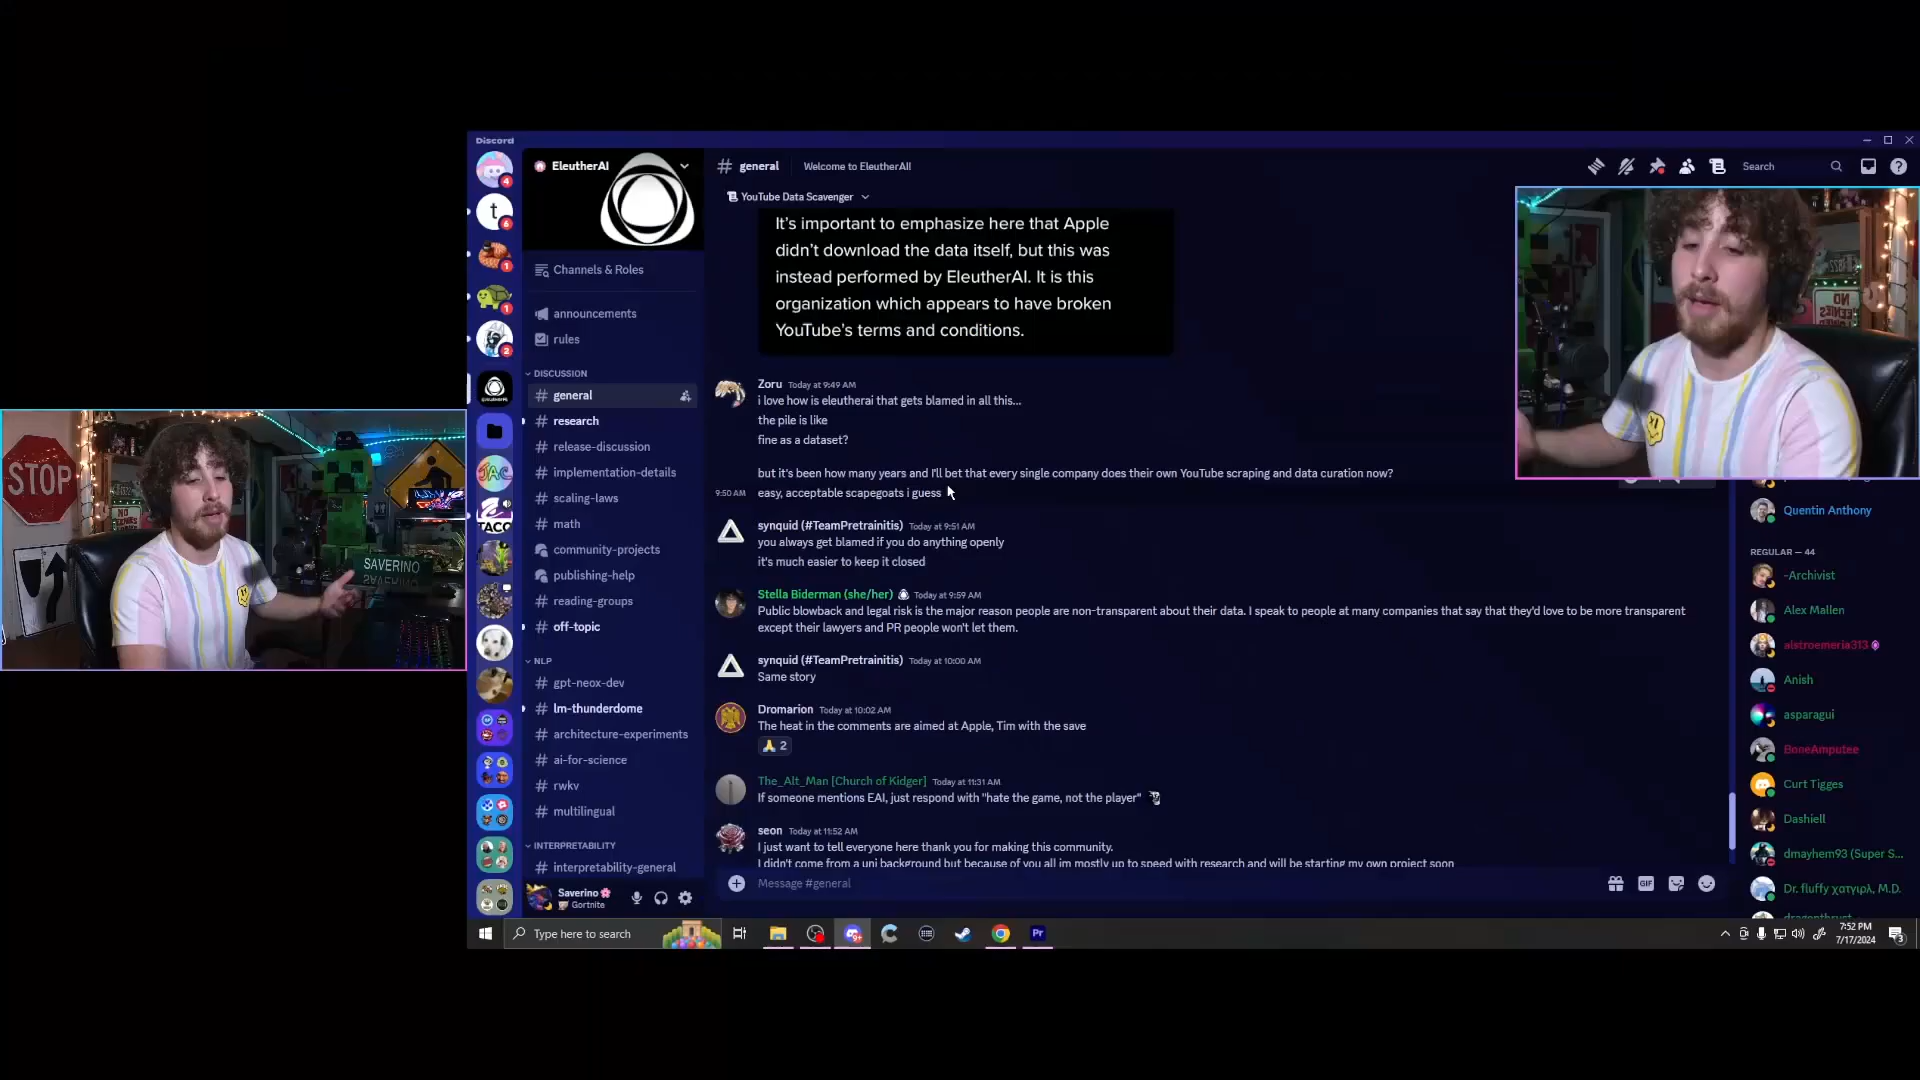 Discord
EleutherAI
# general
Welcome to EleutherAI!
Search
YouTube Data Scavenger
It's important to emphasize here that Apple
didn't download the data itself, but this was
instead performed by EleutherAI. It is this
organization which appears to have broken
YouTube's terms and conditions.
Channels & Roles
announcements
rules
DISCUSSION
# general
# research
# release-discussion
# implementation-details
# scaling-laws
# math
community-projects
publishing-help
# reading-groups
# off-topic
NLP
# gpt-neox-dev
# lm-thunderdome
# architecture-experiments
# ai-for-science
# rwkv
# multilingual
INTERPRETABILITY
# interpretability-general
Saverino
Gortnite
Zoru Today at 9:49 AM
i love how is eleutherai that gets blamed in all this...
the pile is like
fine as a dataset?
but it's been how many years and I'll bet that every single company does their own YouTube scraping and data curation now?
9:50 AM easy, acceptable scapegoats i guess
synquid (#TeamPretrainitis) Today at 9:51 AM
you always get blamed if you do anything openly
it's much easier to keep it closed
Stella Biderman (she/her) Today at 9:59 AM
Public blowback and legal risk is the major reason people are non-transparent about their data. I speak to people at many companies that say that they'd love to be more transparent
except their lawyers and PR people won't let them.
synquid (#TeamPretrainitis) Today at 10:00 AM
Same story
Dromarion Today at 10:02 AM
The heat in the comments are aimed at Apple, Tim with the save
🙏 2
The_Alt_Man [Church of Kidger] Today at 11:31 AM
If someone mentions EAI, just respond with "hate the game, not the player"
seon Today at 11:52 AM
I just want to tell everyone here thank you for making this community.
I didn't come from a uni background but because of you all im mostly up to speed with research and will be starting my own project soon
Message #general
GIF
Quentin Anthony
REGULAR — 44
-Archivist
Alex Mallen
alstroemeria313
Anish
asparagui
BoneAmputee
Curt Tigges
Dashiell
dmayhem93 (Super S...
Dr. fluffy χατγιρλ, M.D.
STOP
SAVERINO
t
4
6
1
1
2
JAC
TACO
Type here to search
Pr
7:52 PM
7/17/2024
3